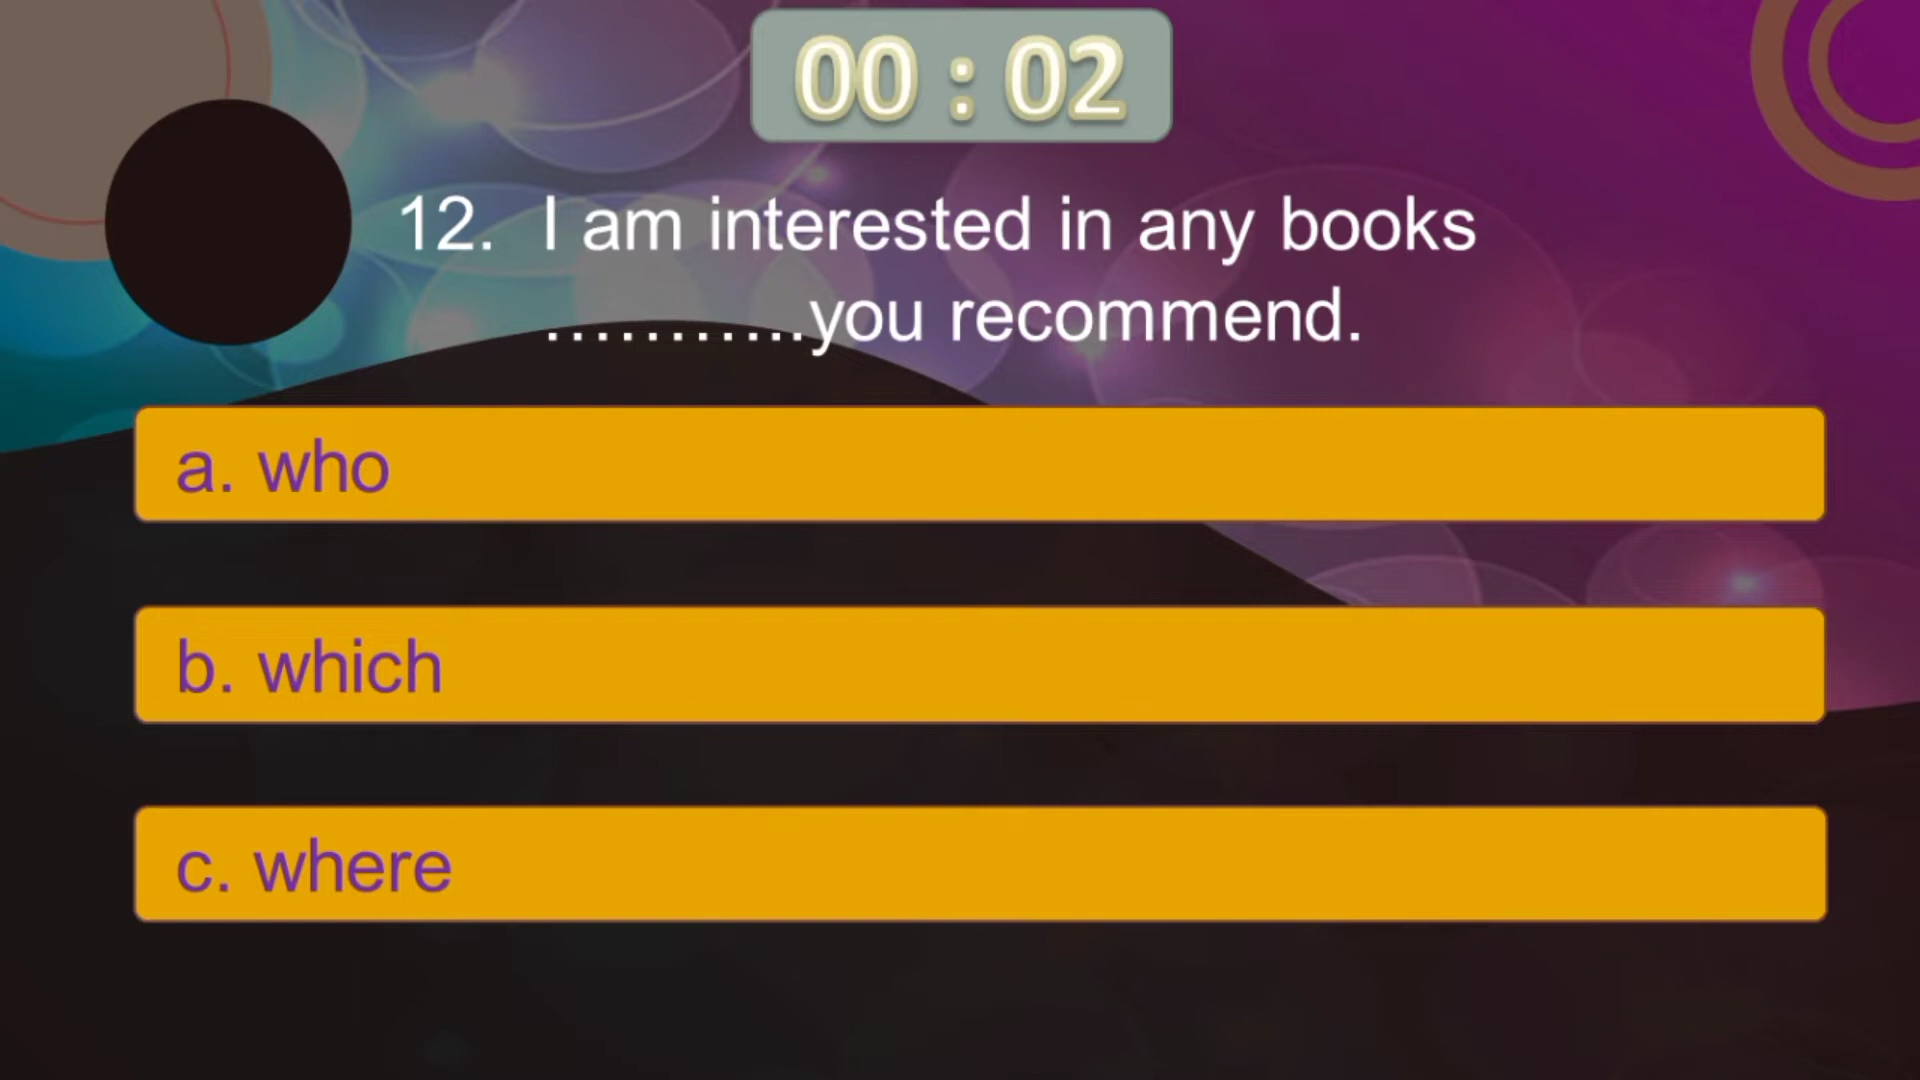 00 : 02
12. I am interested in any books
...........you recommend.
a. who
b. which
c. where